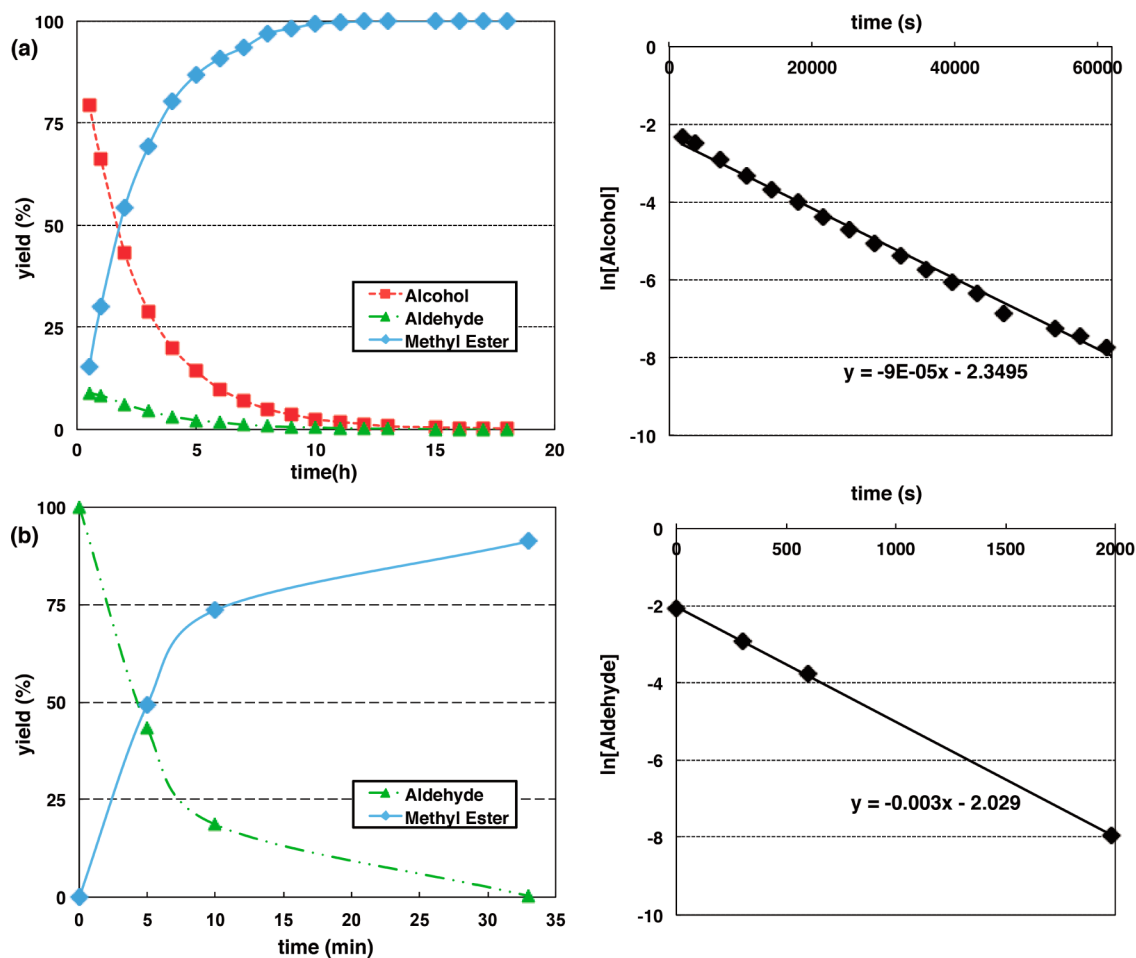 (a)
100
75
50
25
0
yield (%)
0
5
10
15
20
time(h)
Alcohol
Aldehyde
Methyl Ester
time (s)
0
20000
40000
60000
0
-2
-4
-6
-8
-10
ln[Alcohol]
y = -9E-05x - 2.3495
(b)
100
75
50
25
0
yield (%)
0
5
10
15
20
25
30
35
time (min)
Aldehyde
Methyl Ester
time (s)
0
500
1000
1500
2000
0
-2
-4
-6
-8
-10
ln[Aldehyde]
y = -0.003x - 2.029